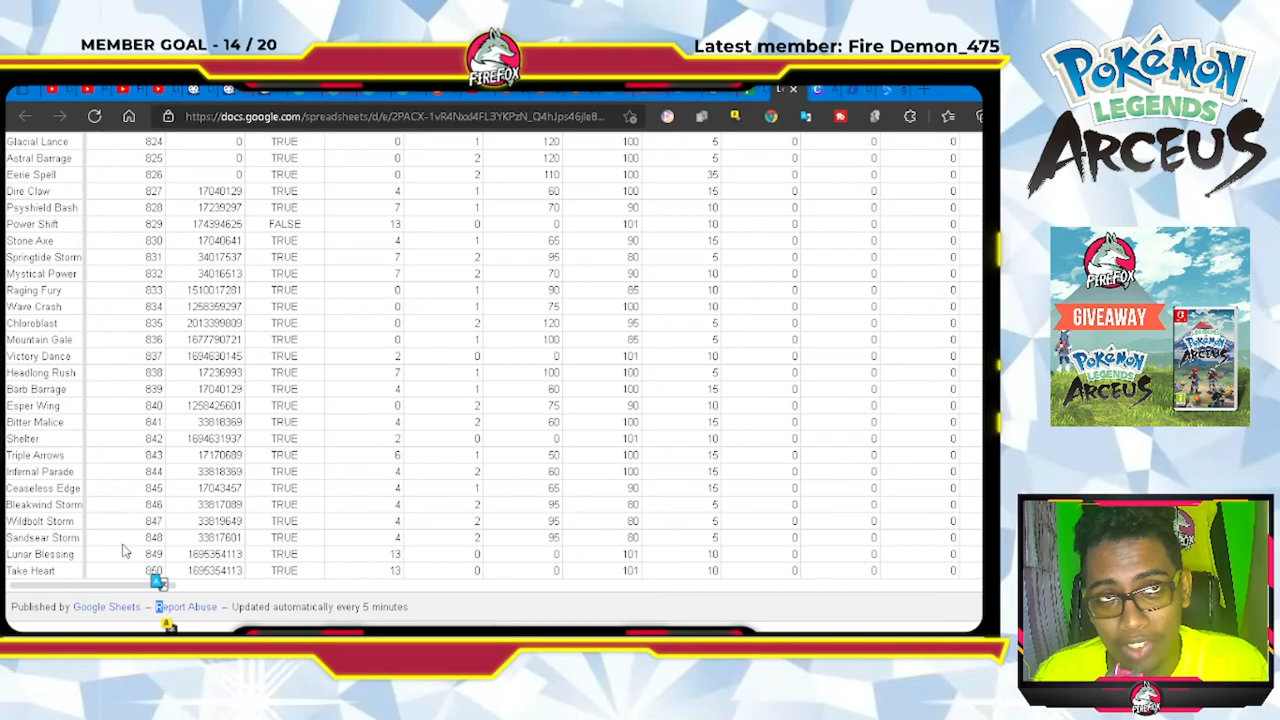 MEMBER GOAL - 14 / 20
FIREFOX
Latest member: Fire Demon_475
POKéMON
LEGENDS
ARCEUS
https://docs.google.com/spreadsheets/d/e/2PACX-1vR4Nxxl4FL3YKPzN_Q4hJps46jIe8...
Glacial Lance 824 0 TRUE 0 1 120 100 5 0 0 0
Astral Barrage 825 0 TRUE 0 2 120 100 5 0 0 0
Eerie Spell 826 0 TRUE 0 2 110 100 35 0 0 0
Dire Claw 827 17040129 TRUE 4 1 60 100 15 0 0 0
Psyshield Bash 828 17239297 TRUE 7 1 70 90 10 0 0 0
Power Shift 829 174394625 FALSE 13 0 0 101 10 0 0 0
Stone Axe 830 17040641 TRUE 4 1 65 90 15 0 0 0
Springtide Storm 831 34017537 TRUE 7 2 95 80 5 0 0 0
Mystical Power 832 34016513 TRUE 7 2 70 90 10 0 0 0
Raging Fury 833 1510017281 TRUE 0 1 90 85 10 0 0 0
Wave Crash 834 1258359297 TRUE 0 1 75 100 10 0 0 0
Chloroblast 835 2013399809 TRUE 0 2 120 95 5 0 0 0
Mountain Gale 836 1677790721 TRUE 0 1 100 85 5 0 0 0
Victory Dance 837 1694630145 TRUE 2 0 0 101 10 0 0 0
Headlong Rush 838 17236993 TRUE 7 1 100 100 5 0 0 0
Barb Barrage 839 17040129 TRUE 4 1 60 100 15 0 0 0
Esper Wing 840 1258425601 TRUE 0 2 75 90 10 0 0 0
Bitter Malice 841 33818369 TRUE 4 2 60 100 15 0 0 0
Shelter 842 1694631937 TRUE 2 0 0 101 10 0 0 0
Triple Arrows 843 17170689 TRUE 6 1 50 100 15 0 0 0
Infernal Parade 844 33818369 TRUE 4 2 60 100 15 0 0 0
Ceaseless Edge 845 17043457 TRUE 4 1 65 90 15 0 0 0
Bleakwind Storm 846 33817089 TRUE 4 2 95 80 5 0 0 0
Wildbolt Storm 847 33819649 TRUE 4 2 95 80 5 0 0 0
Sandsear Storm 848 33817601 TRUE 4 2 95 80 5 0 0 0
Lunar Blessing 849 1695354113 TRUE 13 0 0 101 10 0 0 0
Take Heart 850 1695354113 TRUE 13 0 0 101 10 0 0 0
Published by Google Sheets – Report Abuse – Updated automatically every 5 minutes
FIREFOX
GIVEAWAY
POKéMON
LEGENDS
ARCEUS